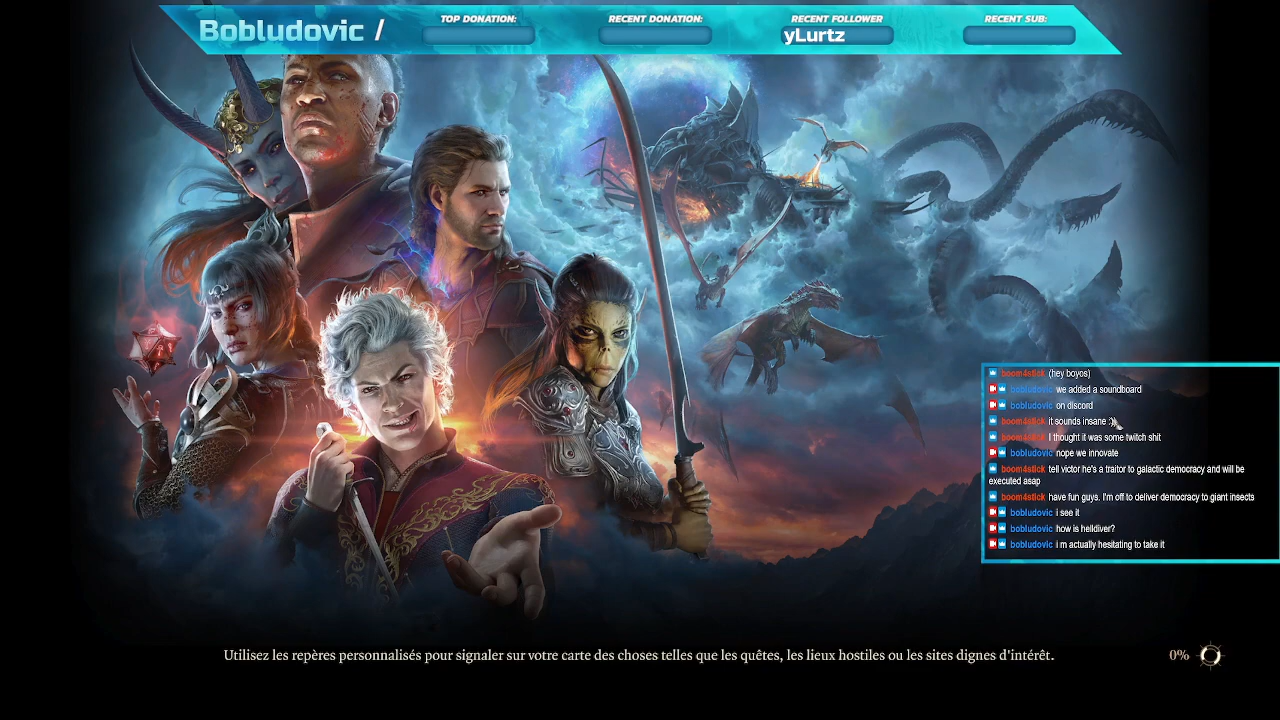 Bobludovic /
TOP DONATION:
RECENT DONATION:
RECENT FOLLOWER
yLurtz
RECENT SUB:
boom4stick (hey boyos)
bobludovic we added a soundboard
bobludovic on discord
boom4stick it sounds insane :)
boom4stick I thought it was some twitch shit
bobludovic nope we innovate
boom4stick tell victor he's a traitor to galactic democracy and will be
executed asap
boom4stick have fun guys. I'm off to deliver democracy to giant insects
bobludovic i see it
bobludovic how is helldiver?
bobludovic i m actually hesitating to take it
Utilisez les repères personnalisés pour signaler sur votre carte des choses telles que les quêtes, les lieux hostiles ou les sites dignes d'intérêt.
0%